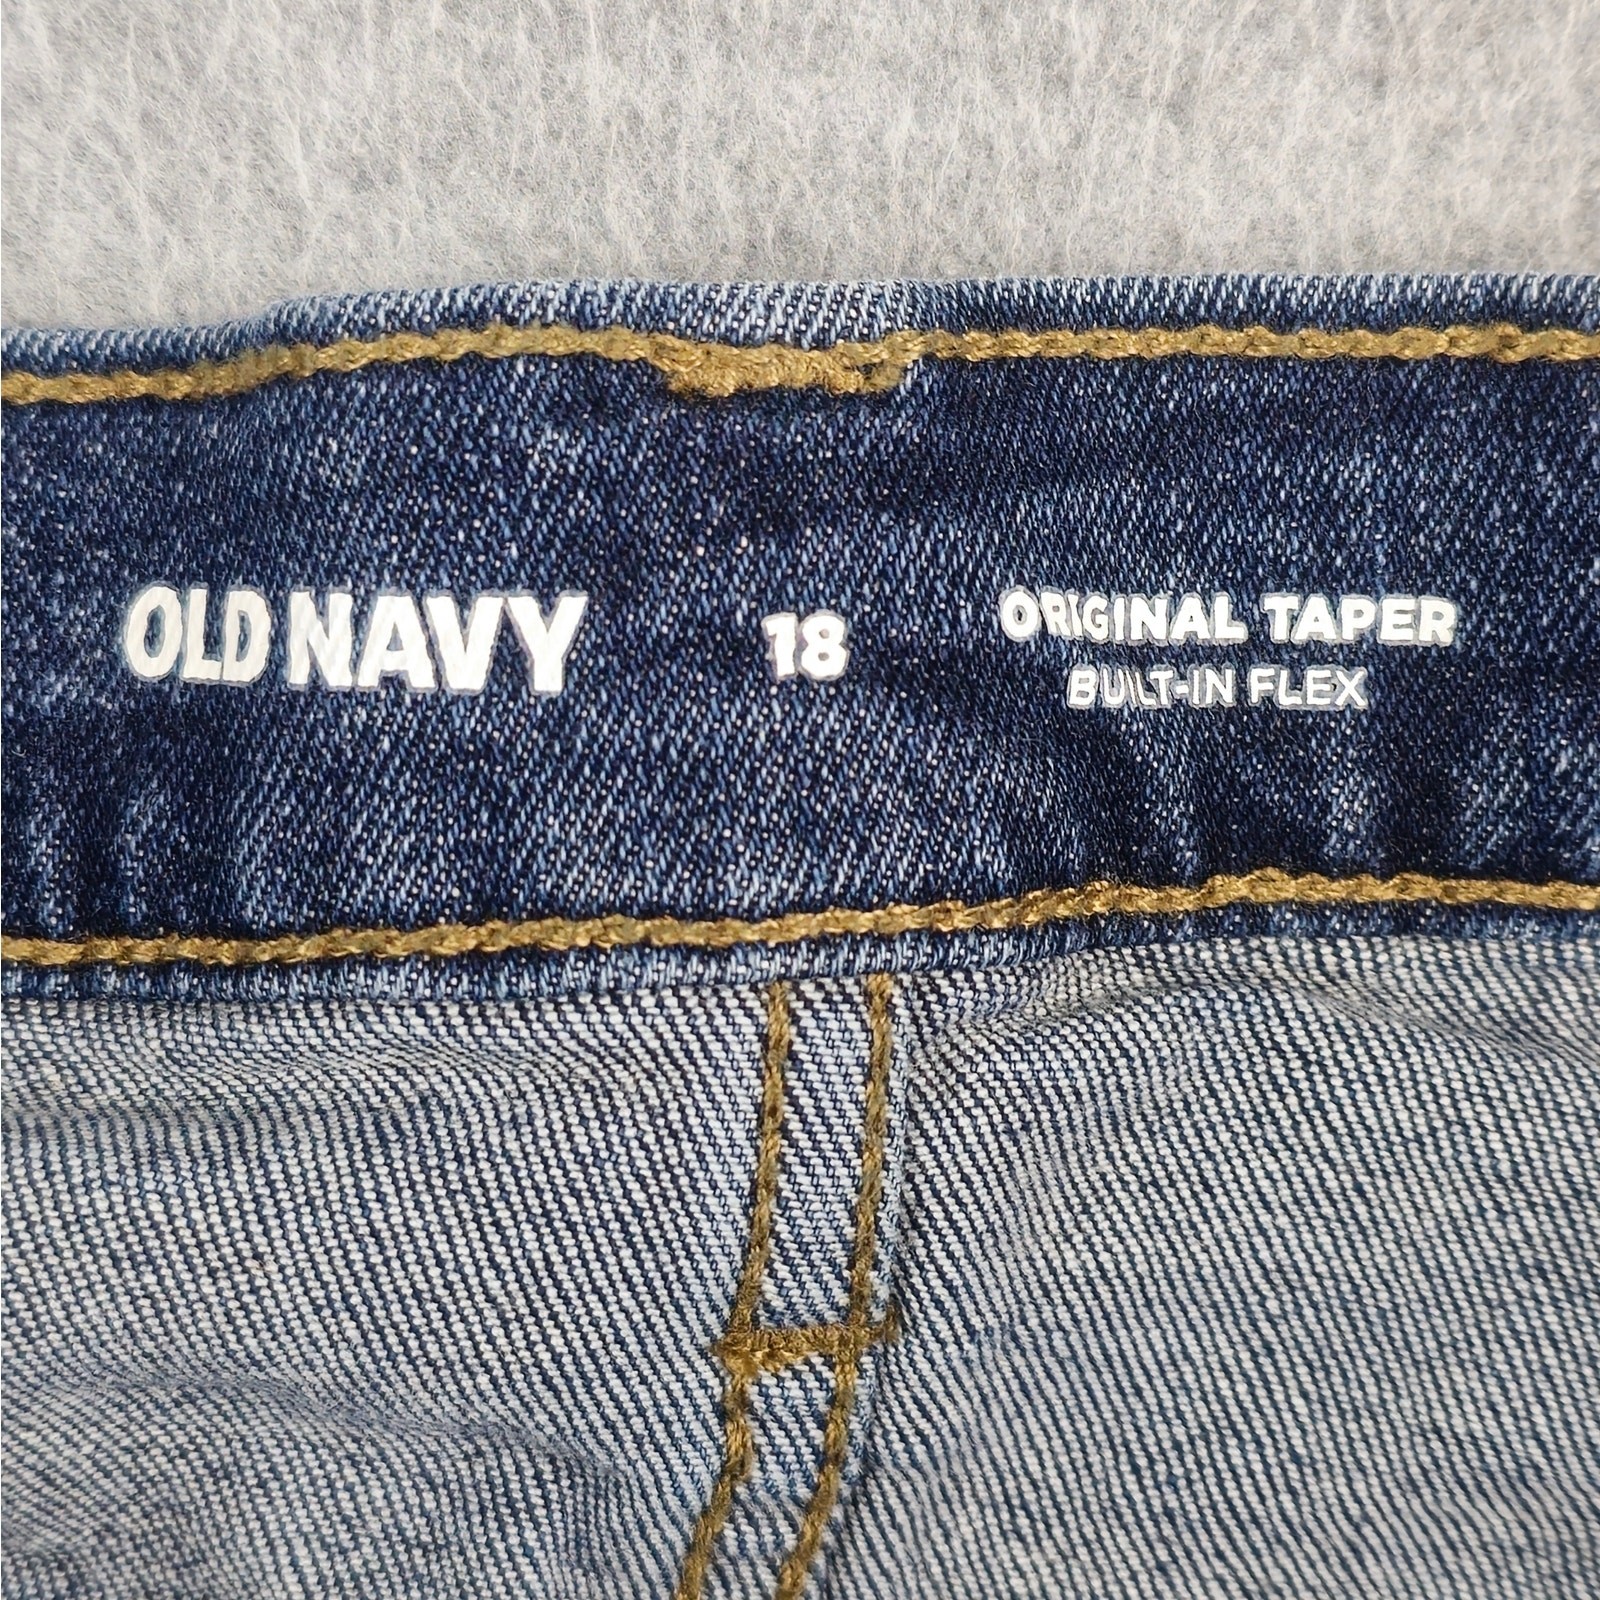 OLD NAVY 18 ORIGINAL TAPER
BUILT-IN FLEX